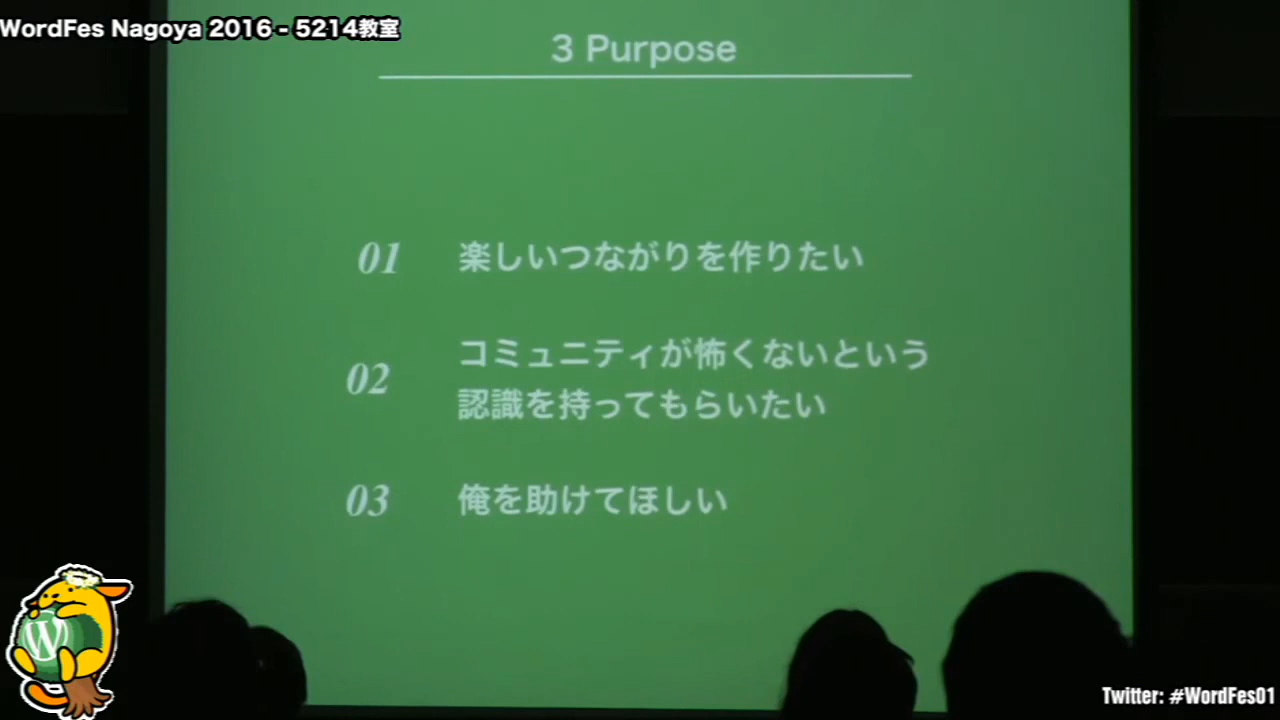 WordFes Nagoya 2016 - 5214教室
3 Purpose
01 楽しいつながりを作りたい
02 コミュニティが怖くないという
認識を持ってもらいたい
03 俺を助けてほしい
W
Twitter: #WordFes01